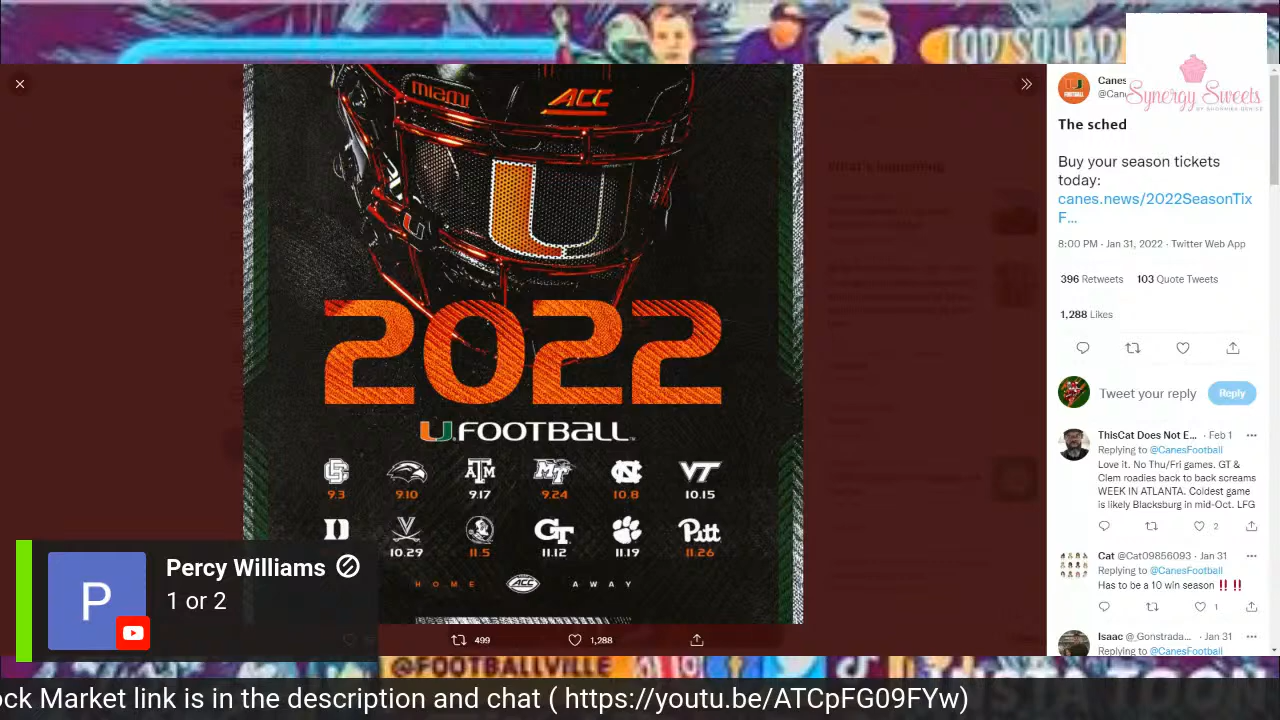 TOP SQUAD
Synergy Sweets
miami
ACC
2022
U FOOTBALL
9.3 9.10 9.17 9.24 10.8 10.15
VT
GT
Pitt
10.29 11.5 11.12 11.19 11.26
HOME ACC AWAY
499 1,288
Canes
@Can
The sched
Buy your season tickets
today:
canes.news/2022SeasonTix
F...
8:00 PM · Jan 31, 2022 · Twitter Web App
396 Retweets 103 Quote Tweets
1,288 Likes
Tweet your reply Reply
ThisCat Does Not E... · Feb 1
Replying to @CanesFootball
Love it. No Thu/Fri games. GT &
Clem roadies back to back screams
WEEK IN ATLANTA. Coldest game
is likely Blacksburg in mid-Oct. LFG
2
Cat @Cat09856093 · Jan 31
Replying to @CanesFootball
Has to be a 10 win season ‼️ ‼️
1
Isaac @_Gonstrada... · Jan 31
Replying to @CanesFootball
Percy Williams
1 or 2
P
@FOOTBALLVILLE
ock Market link is in the description and chat ( https://youtu.be/ATCpFG09FYw)